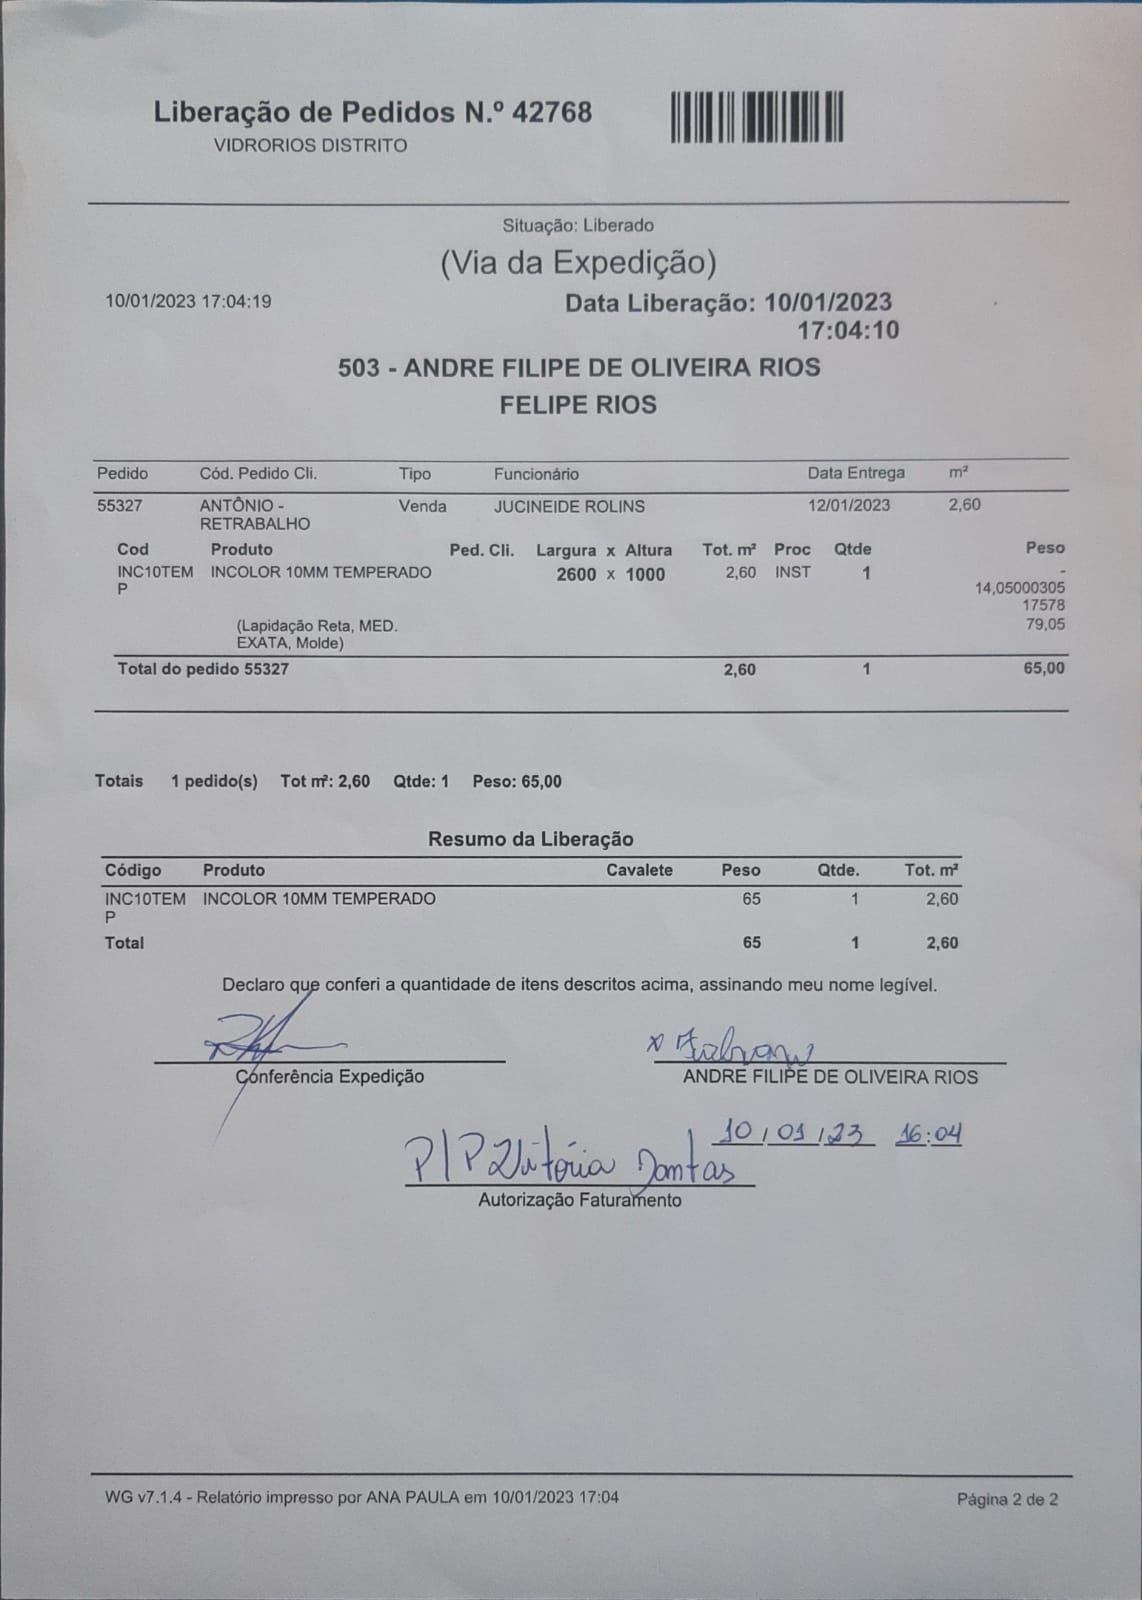 Liberação de Pedidos N.º 42768
VIDRORIOS DISTRITO
Situação: Liberado
(Via da Expedição)
10/01/2023 17:04:19 Data Liberação: 10/01/2023
17:04:10
503 - ANDRE FILIPE DE OLIVEIRA RIOS
FELIPE RIOS
Pedido Cód. Pedido Cli. Tipo Funcionário Data Entrega m²
55327 ANTÔNIO - Venda JUCINEIDE ROLINS 12/01/2023 2,60
RETRABALHO
Cod Produto Ped. Cli. Largura x Altura Tot. m² Proc Qtde Peso
INC10TEM INCOLOR 10MM TEMPERADO 2600 x 1000 2,60 INST 1 -
P 14,05000305
17578
(Lapidação Reta, MED. 79,05
EXATA, Molde)
Total do pedido 55327 2,60 1 65,00
Totais 1 pedido(s) Tot m²: 2,60 Qtde: 1 Peso: 65,00
Resumo da Liberação
Código Produto Cavalete Peso Qtde. Tot. m²
INC10TEM INCOLOR 10MM TEMPERADO 65 1 2,60
P
Total 65 1 2,60
Declaro que conferi a quantidade de itens descritos acima, assinando meu nome legível.
Conferência Expedição ANDRE FILIPE DE OLIVEIRA RIOS
10/01/23 16:04
P/P Vitória Dantas
Autorização Faturamento
WG v7.1.4 - Relatório impresso por ANA PAULA em 10/01/2023 17:04 Página 2 de 2